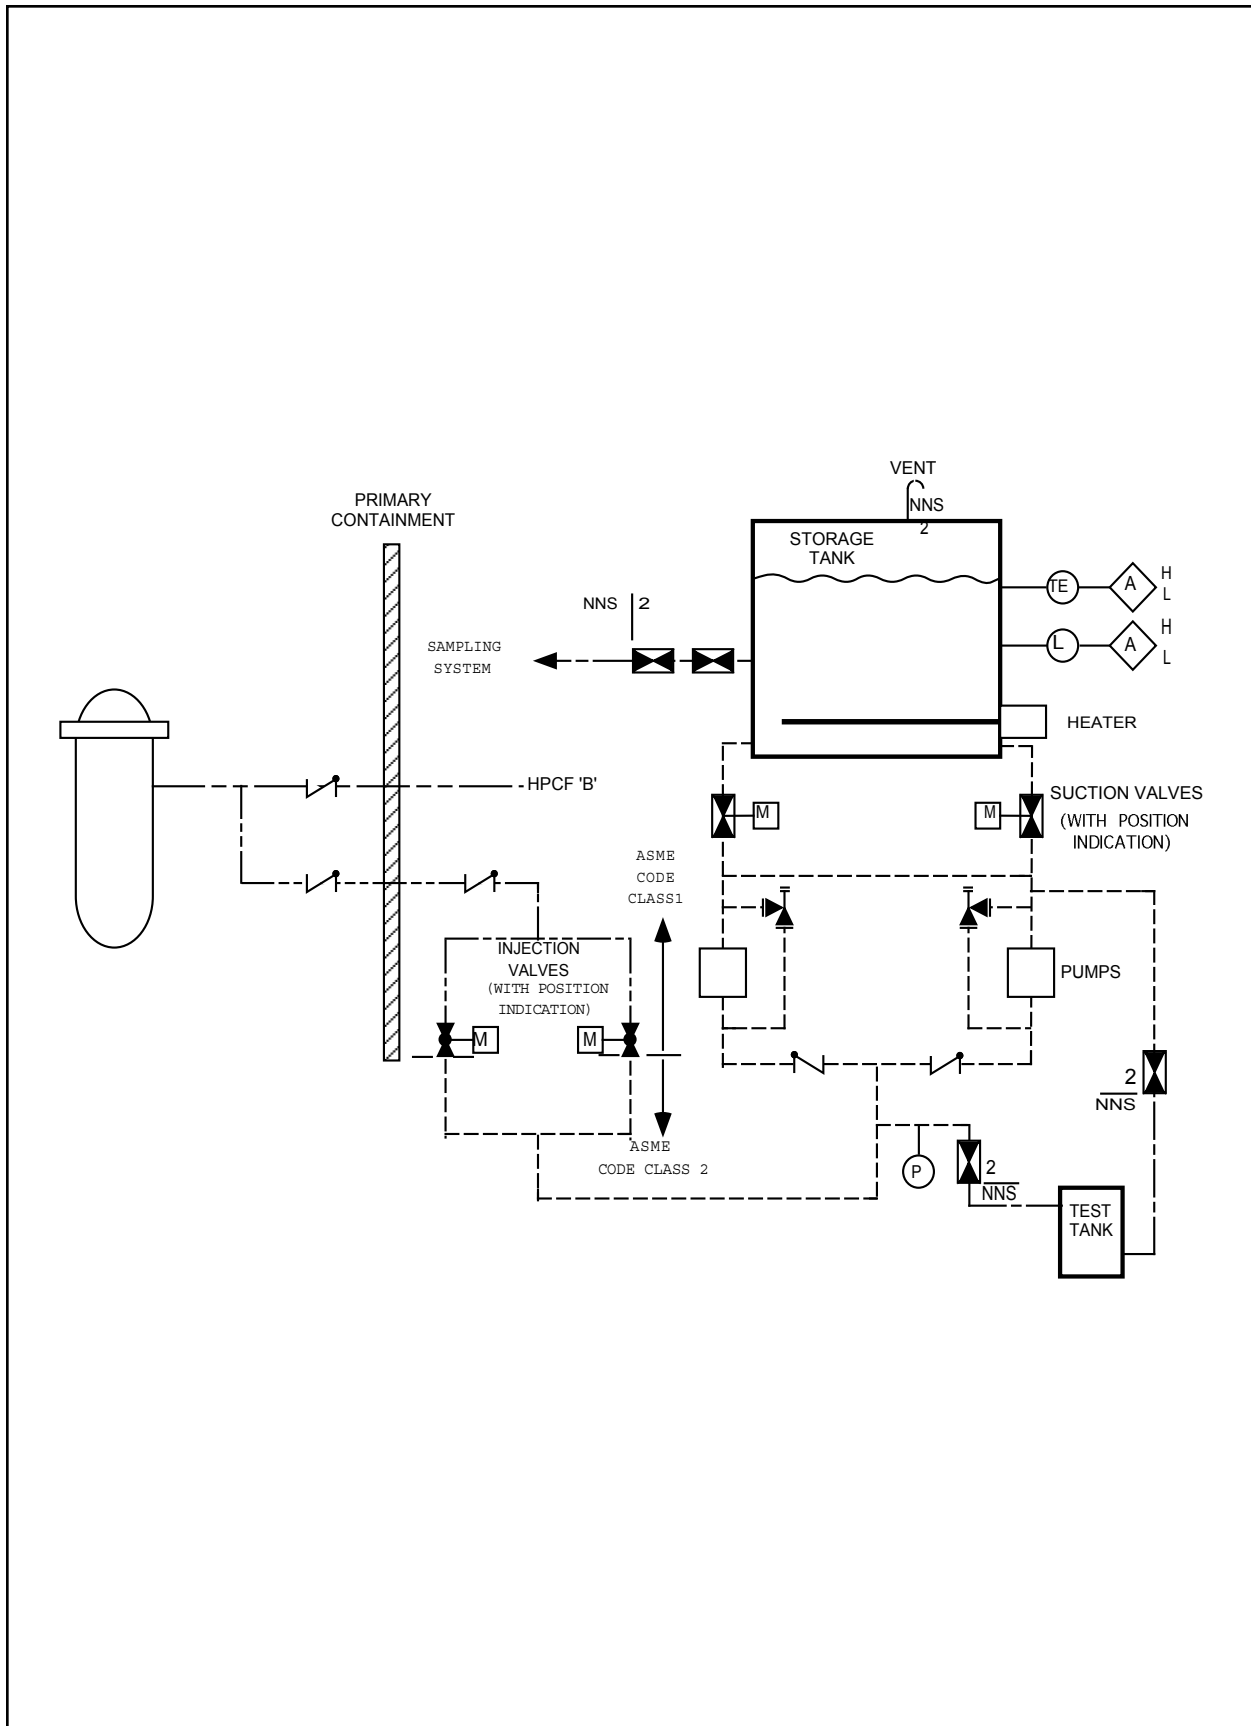 VENT
NNS
2
PRIMARY
CONTAINMENT
STORAGE
TANK
TE
A
H
L
NNS
2
L
A
H
L
SAMPLING
SYSTEM
HEATER
HPCF 'B'
M
M
SUCTION VALVES
(WITH POSITION
INDICATION)
ASME
CODE
CLASS1
INJECTION
VALVES
(WITH POSITION
INDICATION)
PUMPS
M
M
2
NNS
ASME
CODE CLASS 2
P
2
NNS
TEST
TANK